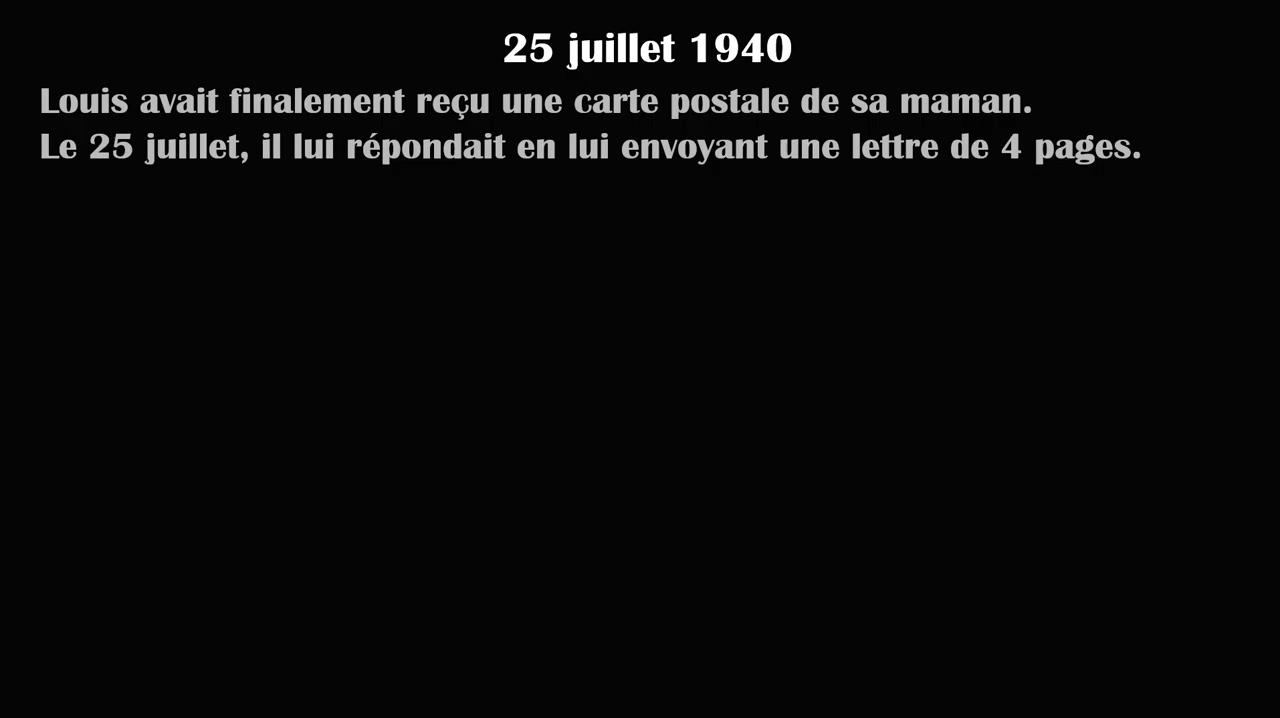 25 juillet 1940
Louis avait finalement reçu une carte postale de sa maman.
Le 25 juillet, il lui répondait en lui envoyant une lettre de 4 pages.